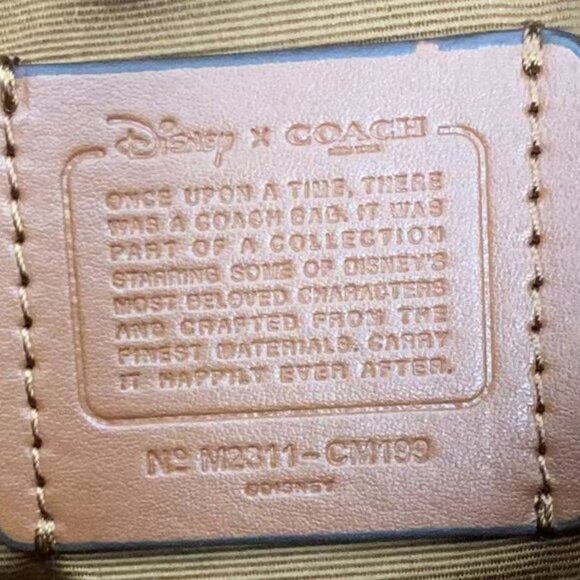 Disney x COACH
ONCE UPON A TIME, THERE
WAS A COACH BAG. IT WAS
PART OF A COLLECTION
STARRING SOME OF DISNEY'S
MOST BELOVED CHARACTERS
AND CRAFTED FROM THE
FINEST MATERIALS. CARRY
IT HAPPILY EVER AFTER.
Nº M2311-CM199
©DISNEY